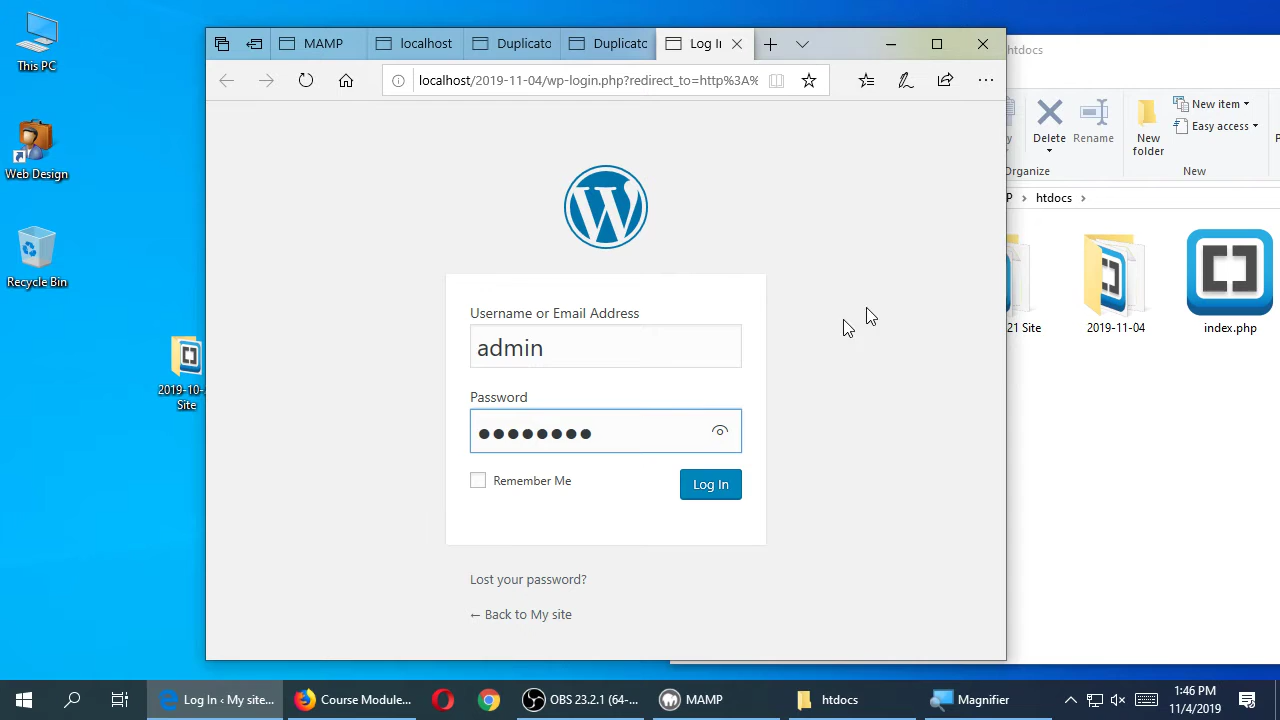 This PC
Web Design
Recycle Bin
2019-10-
Site
MAMP
localhost
Duplicato
Duplicato
Log In
localhost/2019-11-04/wp-login.php?redirect_to=http%3A%
Username or Email Address
admin
Password
Remember Me
Log In
Lost your password?
← Back to My site
htdocs
Delete
Rename
New
folder
New item
Easy access
Organize
New
P > htdocs >
21 Site
2019-11-04
index.php
Log In ‹ My site...
Course Module...
OBS 23.2.1 (64-...
MAMP
htdocs
Magnifier
1:46 PM
11/4/2019